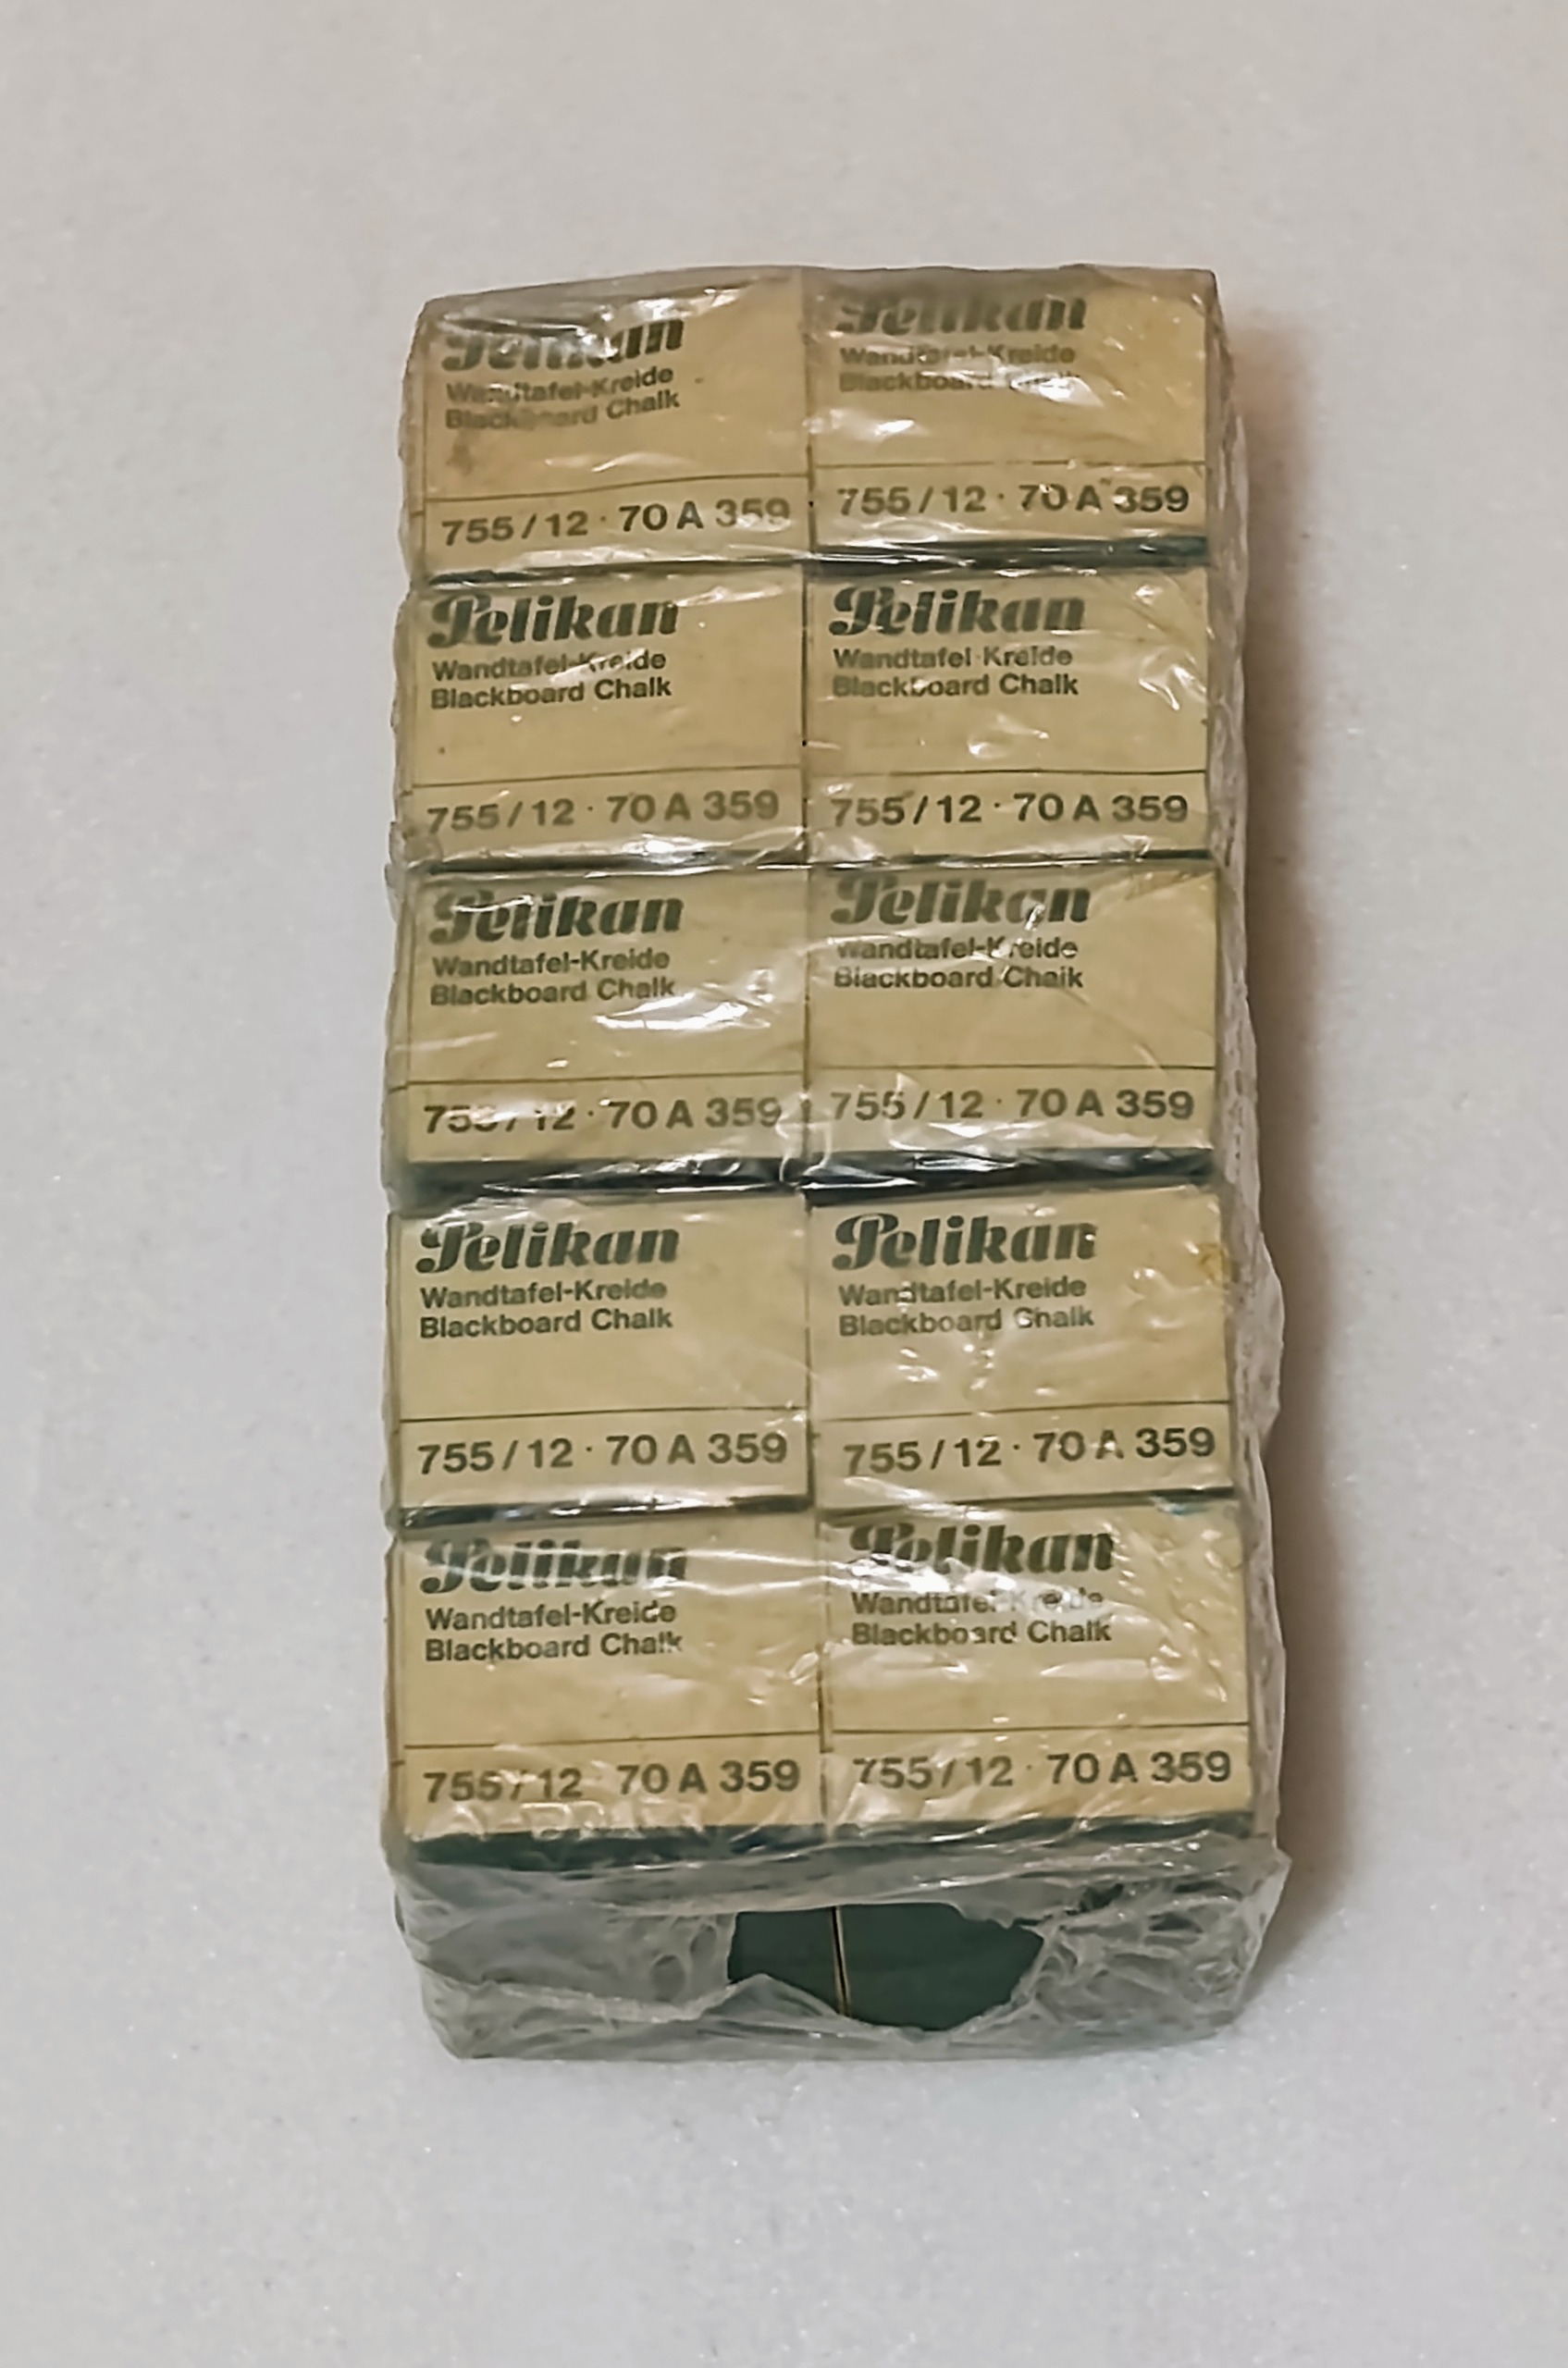 Pelikan
Wandtafel-Kreide
Blackboard Chalk
755/12 · 70 A 359
Pelikan
Wandtafel-Kreide
Blackboard Chalk
755/12 · 70 A 359
Pelikan
Wandtafel-Kreide
Blackboard Chalk
755/12 · 70 A 359
Pelikan
Wandtafel-Kreide
Blackboard Chalk
755/12 · 70 A 359
Pelikan
Wandtafel-Kreide
Blackboard Chalk
755/12 · 70 A 359
Pelikan
Wandtafel-Kreide
Blackboard Chalk
755/12 · 70 A 359
Pelikan
Wandtafel-Kreide
Blackboard Chalk
755/12 · 70 A 359
Pelikan
Wandtafel-Kreide
Blackboard Chalk
755/12 · 70 A 359
Pelikan
Wandtafel-Kreide
Blackboard Chalk
755/12 · 70 A 359
Pelikan
Wandtafel-Kreide
Blackboard Chalk
755/12 · 70 A 359